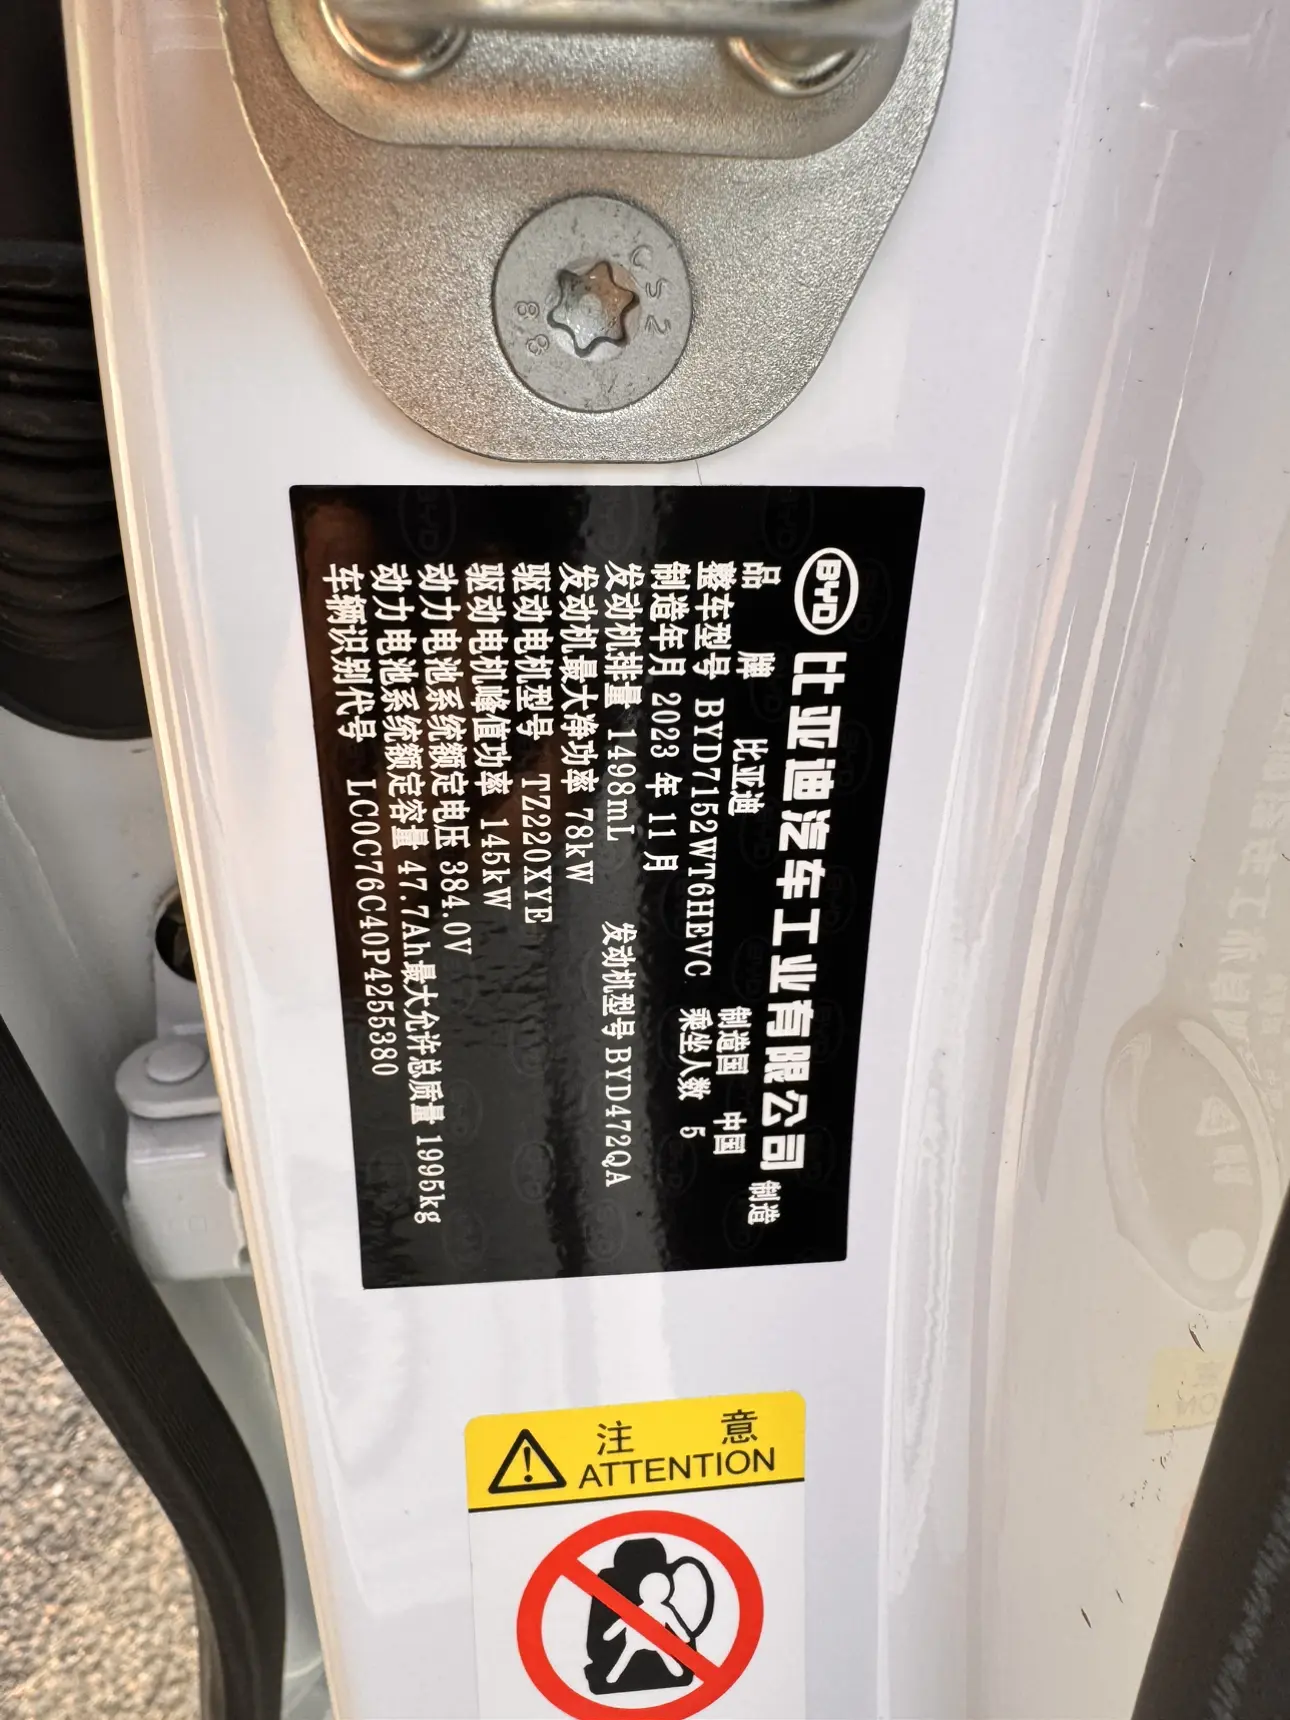 BYD 比亚迪汽车工业有限公司 制造
品 牌 比亚迪 制造国 中国
整车型号 BYD7152WT6HEVC 乘坐人数 5
制造年月 2023 年 11 月
发动机排量 1498mL 发动机型号 BYD472QA
发动机最大净功率 78kW
驱动电机型号 TZ220XYE
驱动电机峰值功率 145kW
动力电池系统额定电压 384.0V
动力电池系统额定容量 47.7Ah 最大允许总质量 1995kg
车辆识别代号 LC0C76C40P4255380
注 意
ATTENTION